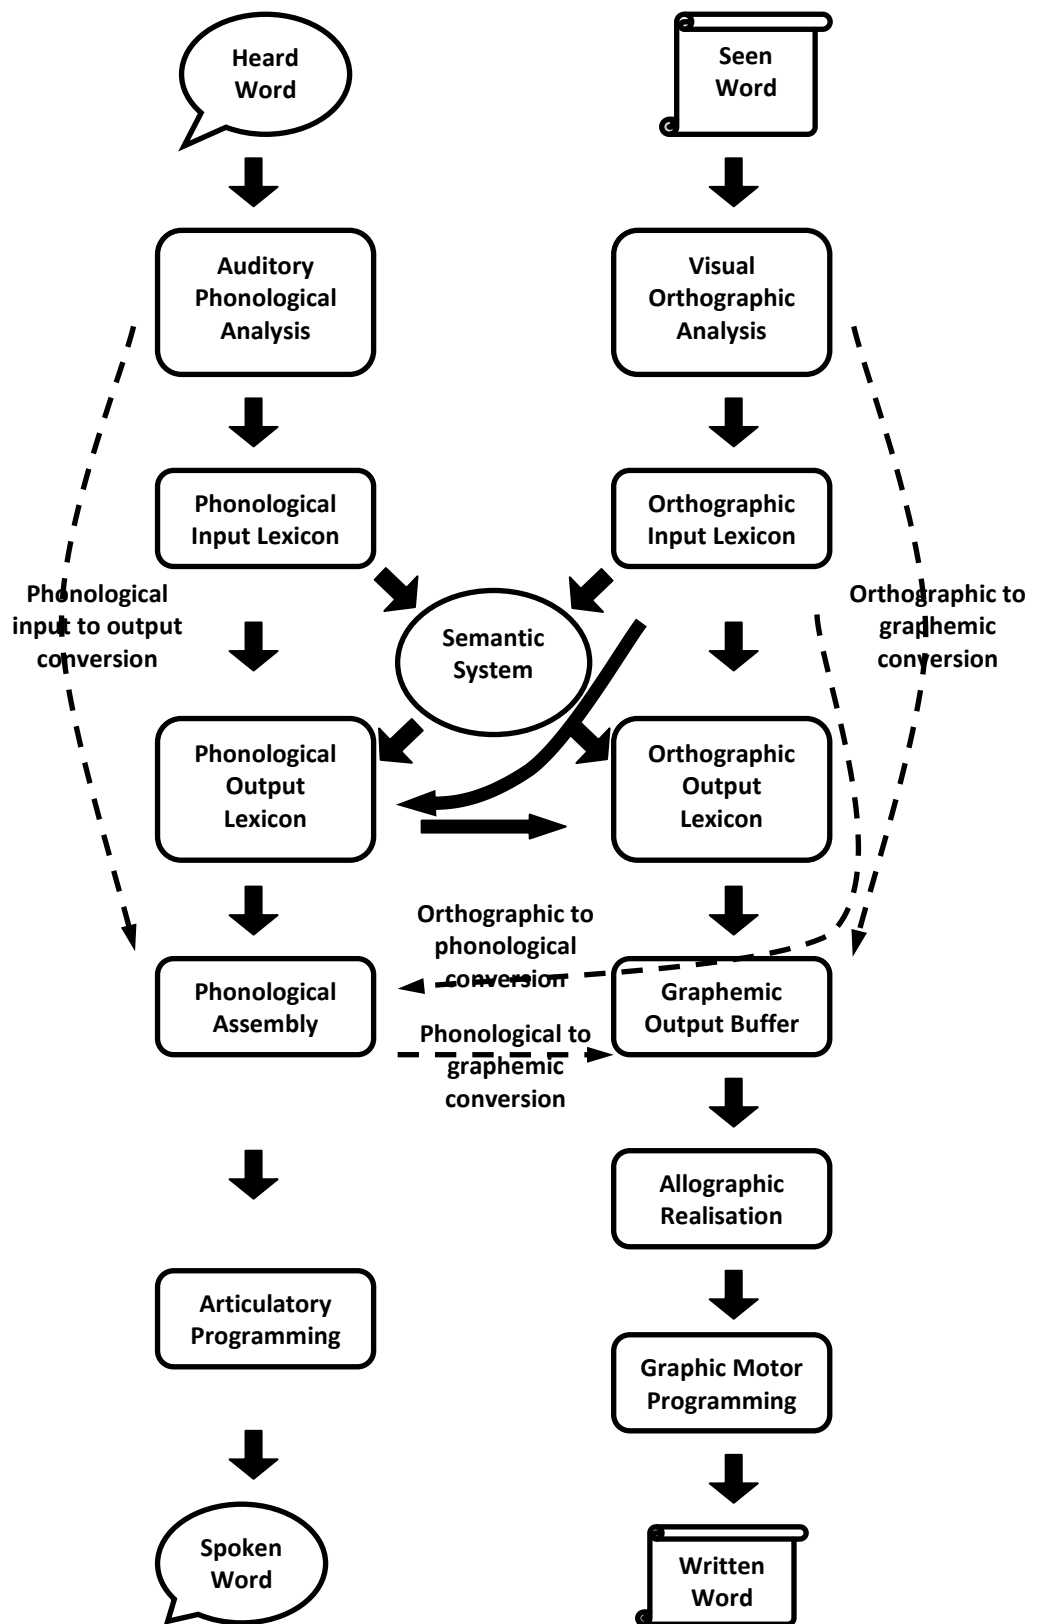 Heard
Word
Seen
Word
Auditory
Phonological
Analysis
Visual
Orthographic
Analysis
Phonological
Input Lexicon
Orthographic
Input Lexicon
Phonological
input to output
conversion
Semantic
System
Orthographic to
graphemic
conversion
Phonological
Output
Lexicon
Orthographic
Output
Lexicon
Orthographic to
phonological
conversion
Phonological
Assembly
Graphemic
Output Buffer
Phonological to
graphemic
conversion
Allographic
Realisation
Articulatory
Programming
Graphic Motor
Programming
Spoken
Word
Written
Word